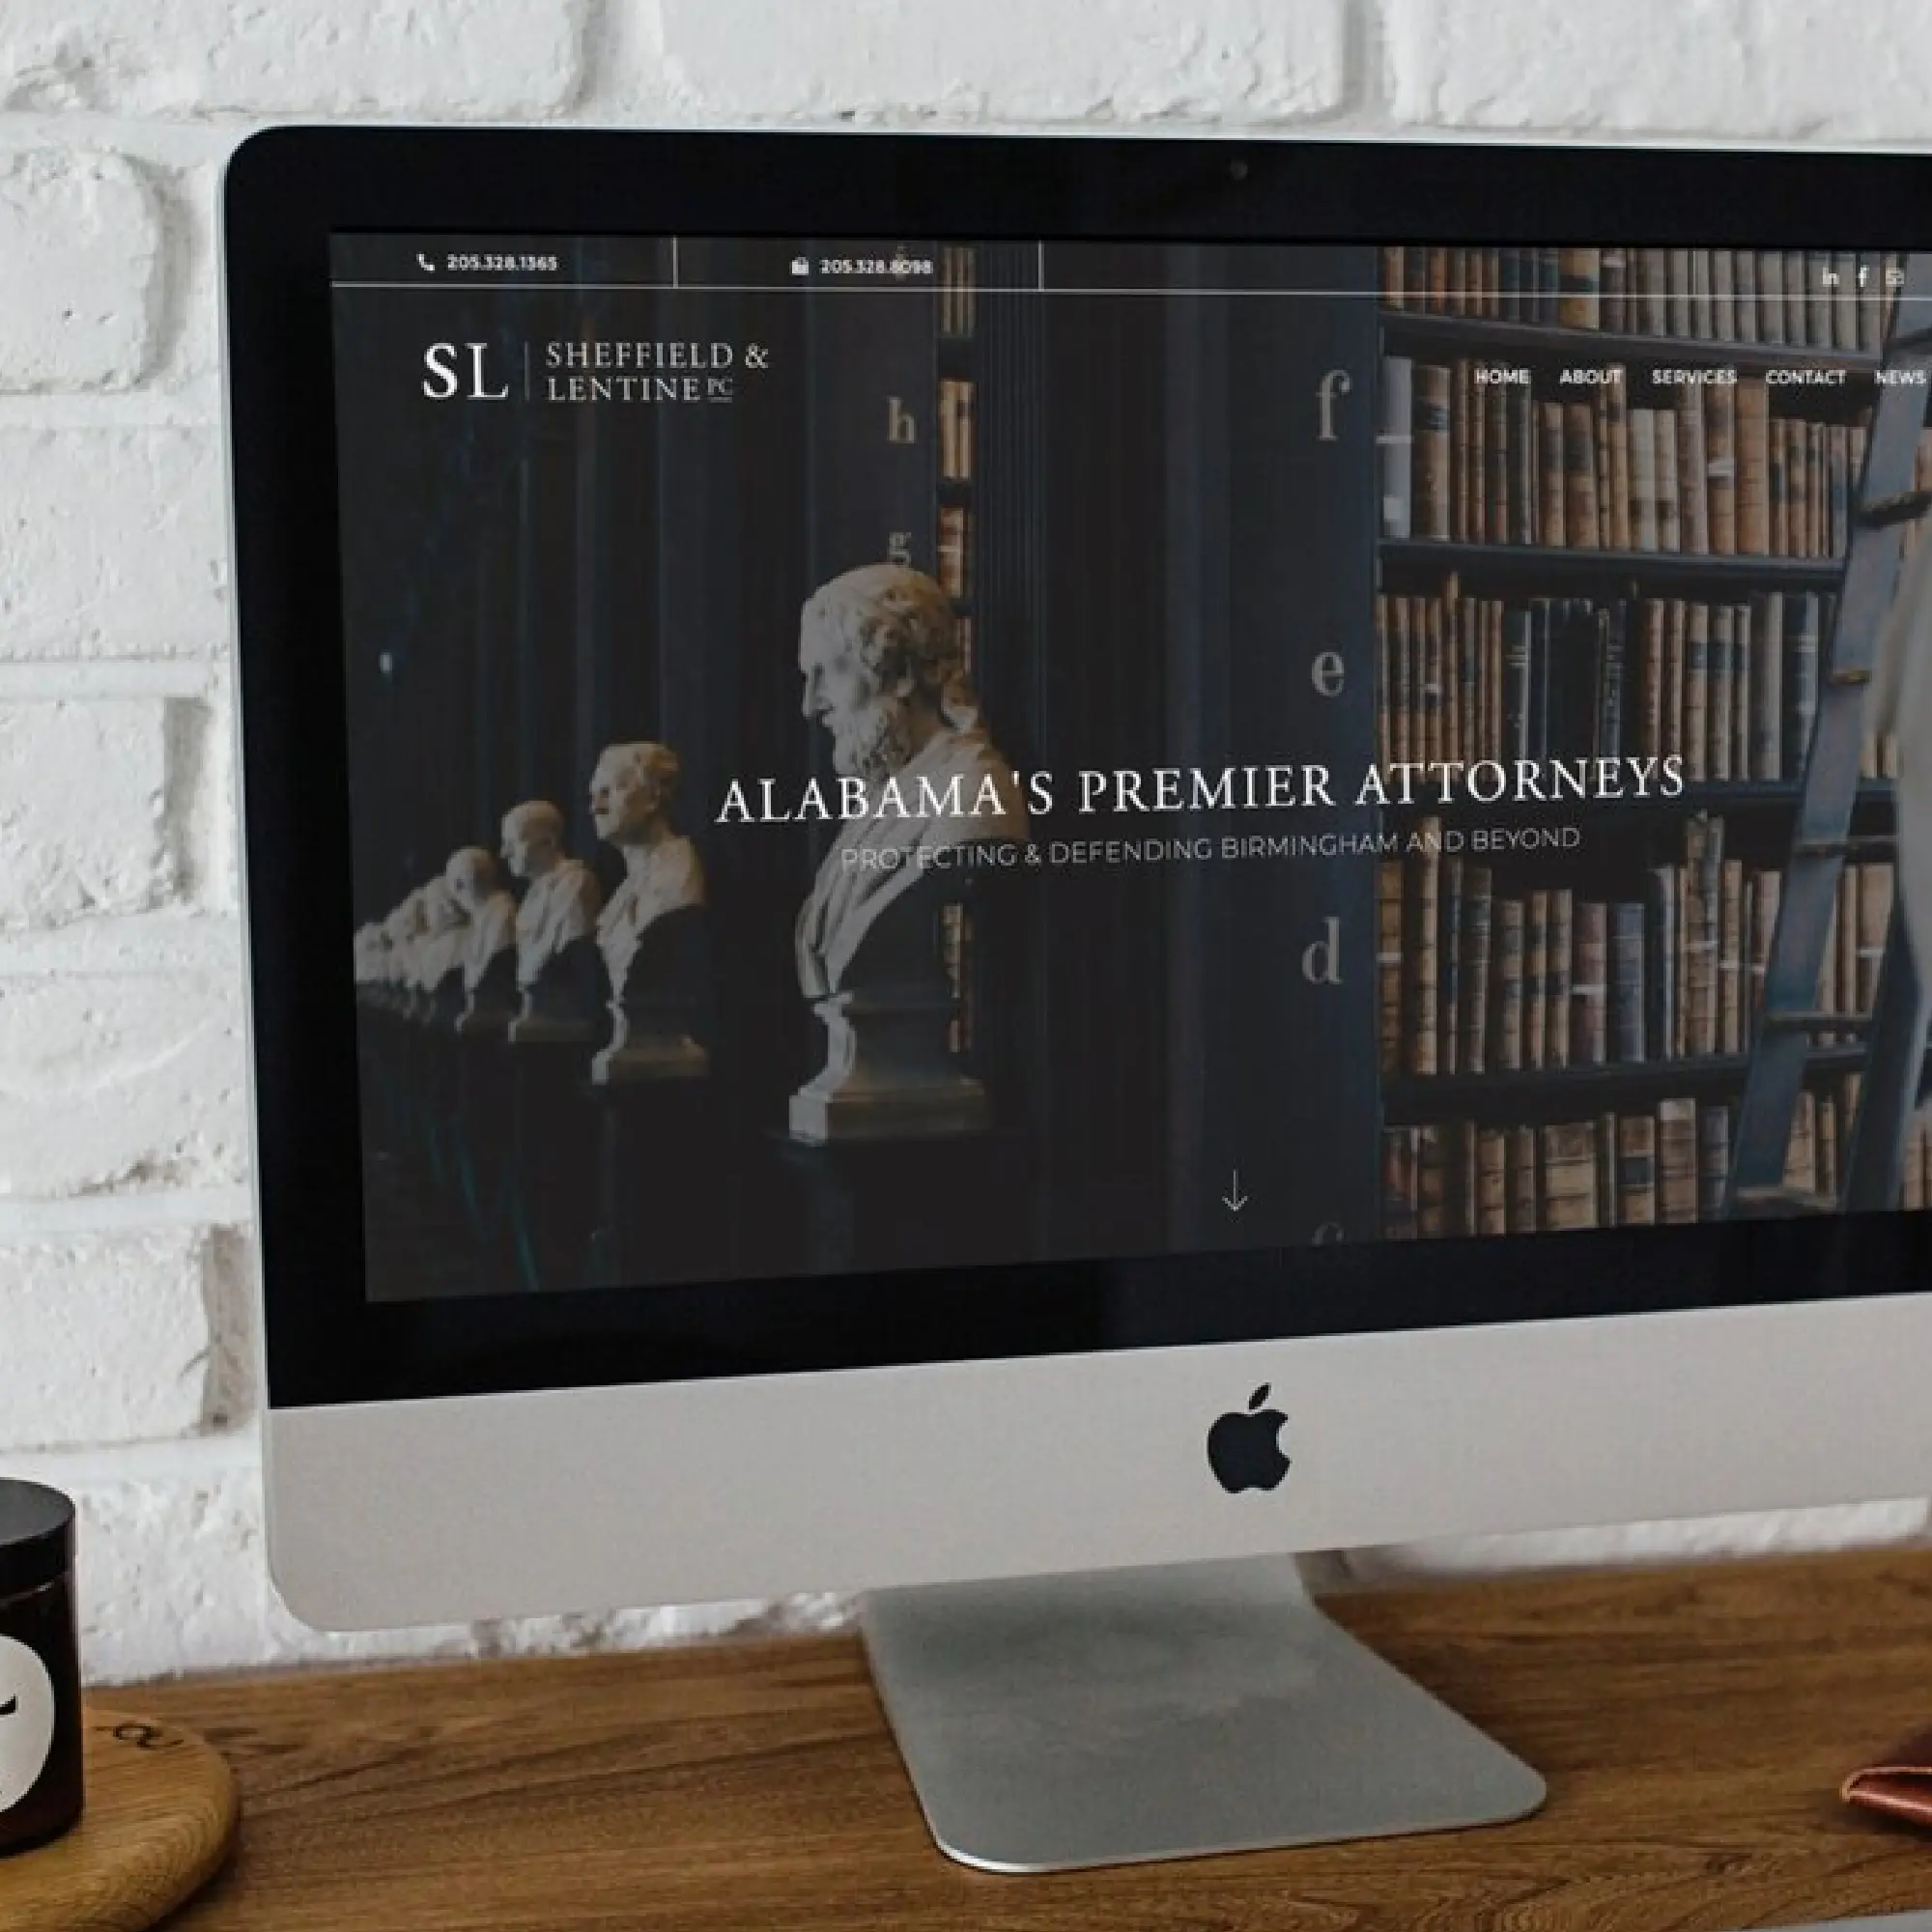 205.328.1365
205.328.8098
in f
SL
SHEFFIELD &
LENTINE PC
HOME ABOUT SERVICES CONTACT NEWS
h
f
g
e
ALABAMA'S PREMIER ATTORNEYS
PROTECTING & DEFENDING BIRMINGHAM AND BEYOND
d